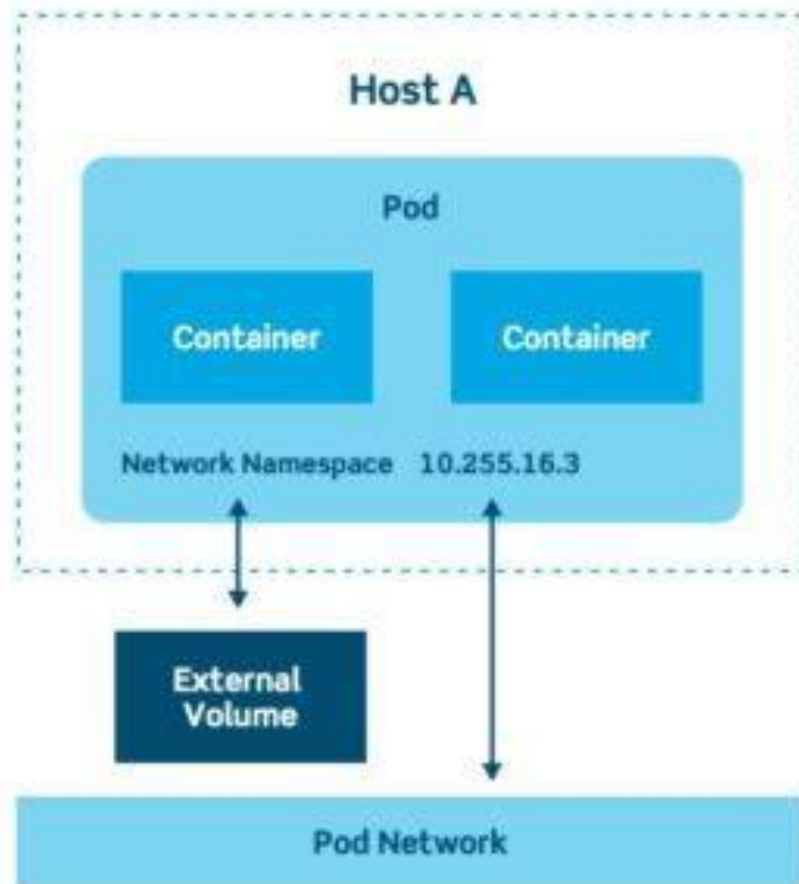 Host A
Pod
Container Container
Network Namespace 10.255.16.3
External
Volume
Pod Network